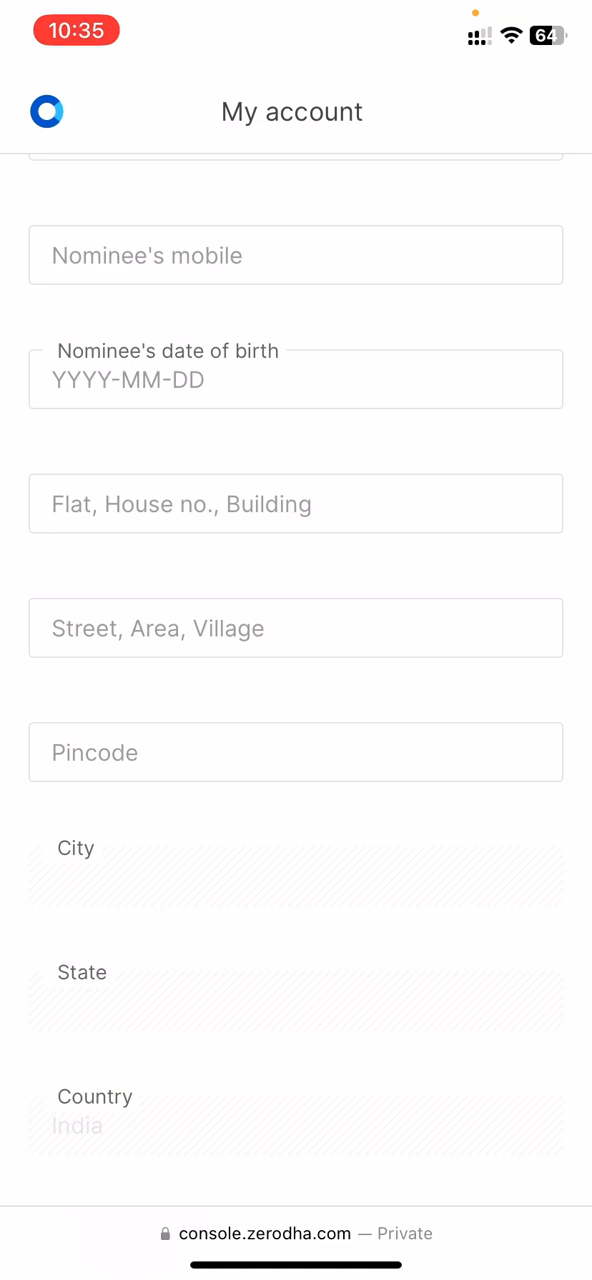 10:35
64
My account
Nominee's mobile
Nominee's date of birth
YYYY-MM-DD
Flat, House no., Building
Street, Area, Village
Pincode
City
State
Country
India
console.zerodha.com — Private